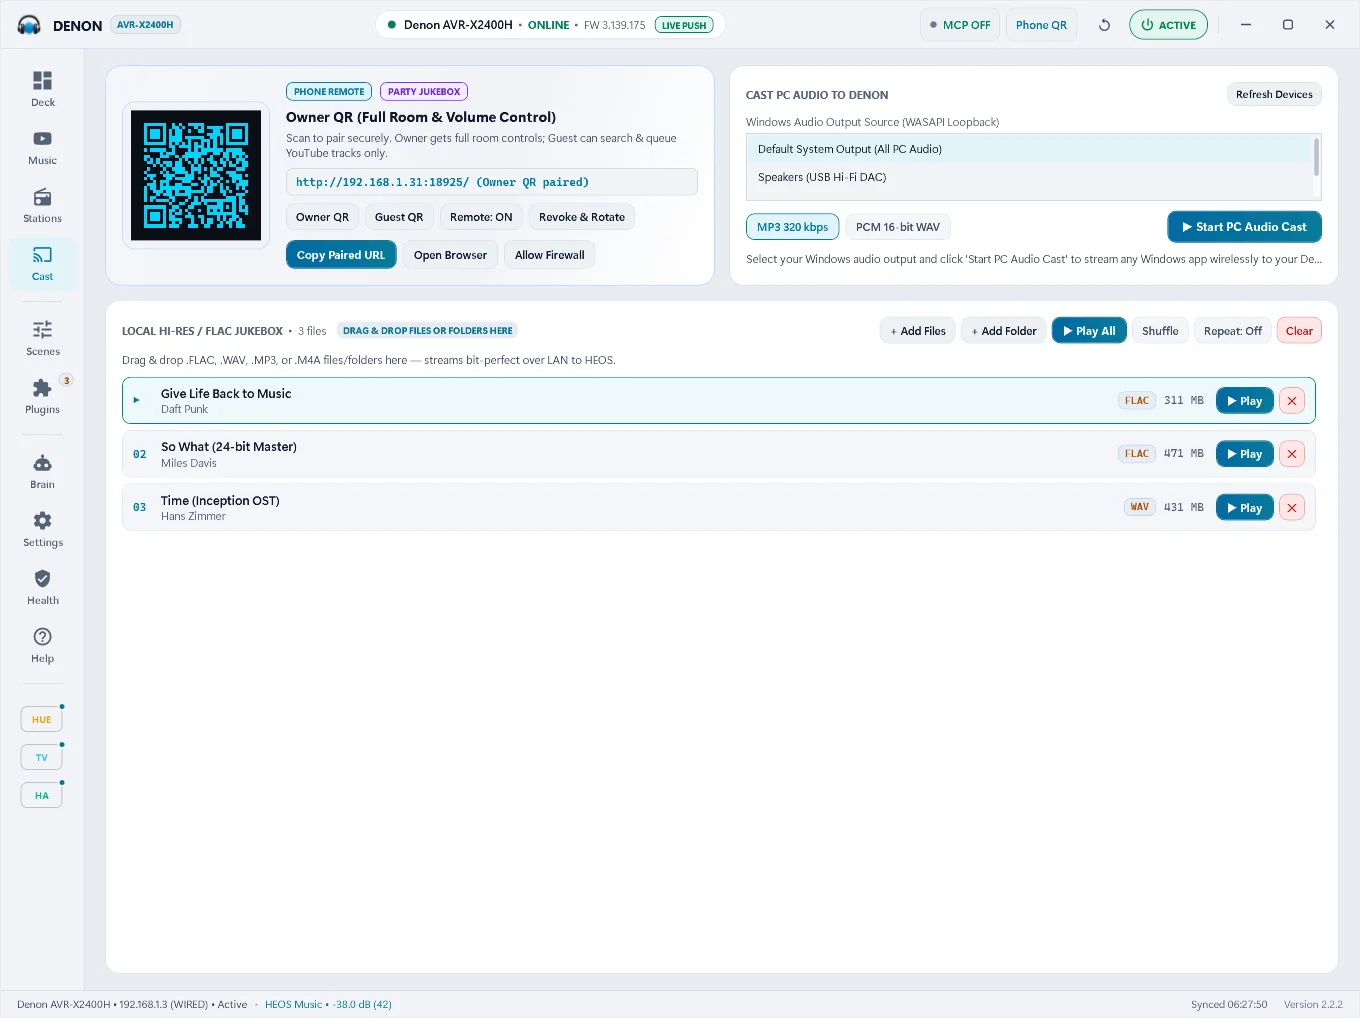 DENON AVR-X2400H
Denon AVR-X2400H • ONLINE • FW 3.139.175 LIVE PUSH
MCP OFF
Phone QR
ACTIVE
Deck
Music
Stations
Cast
Scenes
Plugins
3
Brain
Settings
Health
Help
HUE
TV
HA
PHONE REMOTE
PARTY JUKEBOX
Owner QR (Full Room & Volume Control)
Scan to pair securely. Owner gets full room controls; Guest can search & queue
YouTube tracks only.
http://192.168.1.31:18925/ (Owner QR paired)
Owner QR
Guest QR
Remote: ON
Revoke & Rotate
Copy Paired URL
Open Browser
Allow Firewall
CAST PC AUDIO TO DENON
Refresh Devices
Windows Audio Output Source (WASAPI Loopback)
Default System Output (All PC Audio)
Speakers (USB Hi-Fi DAC)
MP3 320 kbps
PCM 16-bit WAV
Start PC Audio Cast
Select your Windows audio output and click 'Start PC Audio Cast' to stream any Windows app wirelessly to your De...
LOCAL HI-RES / FLAC JUKEBOX • 3 files
DRAG & DROP FILES OR FOLDERS HERE
+ Add Files
+ Add Folder
Play All
Shuffle
Repeat: Off
Clear
Drag & drop .FLAC, .WAV, .MP3, or .M4A files/folders here — streams bit-perfect over LAN to HEOS.
Give Life Back to Music
Daft Punk
FLAC 311 MB
Play
02
So What (24-bit Master)
Miles Davis
FLAC 471 MB
Play
03
Time (Inception OST)
Hans Zimmer
WAV 431 MB
Play
Denon AVR-X2400H • 192.168.1.3 (WIRED) • Active · HEOS Music • -38.0 dB (42)
Synced 06:27:50
Version 2.2.2